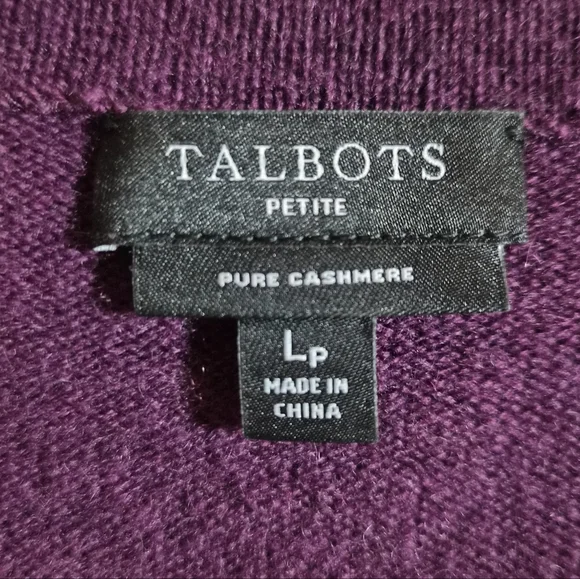 TALBOTS
PETITE
PURE CASHMERE
LP
MADE IN
CHINA